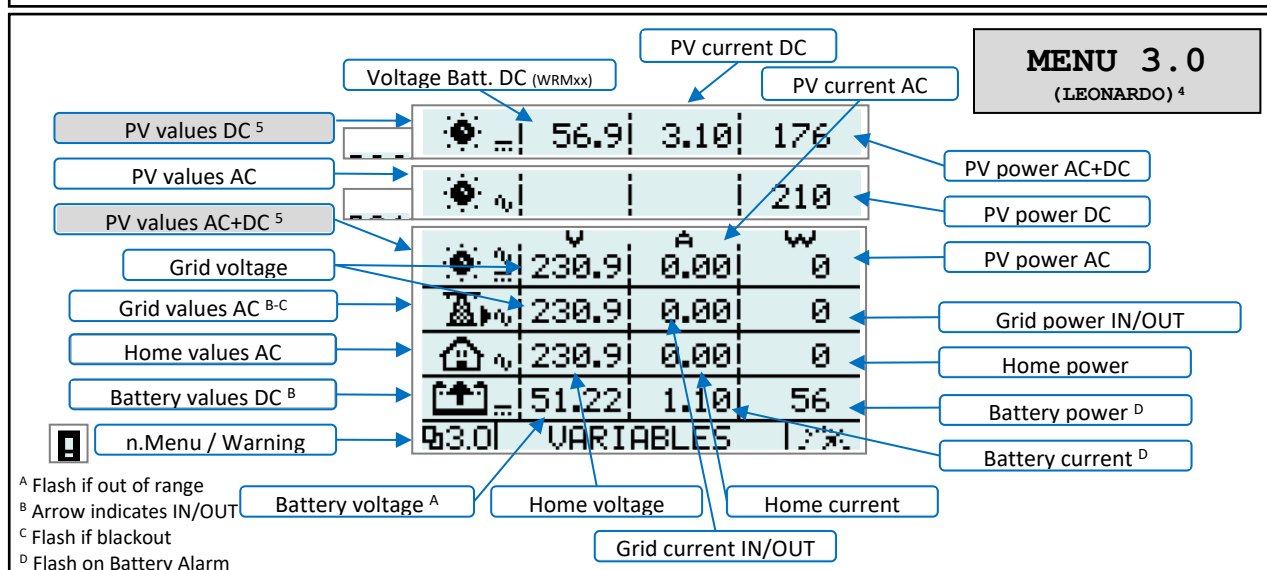 PV current DC
MENU 3.0
(LEONARDO) 4
Voltage Batt. DC (WRMxx)
PV current AC
PV values DC 5
56.9 3.10 176
PV power AC+DC
PV values AC
210
PV power DC
PV values AC+DC 5
V A W
230.9 0.00 0
PV power AC
Grid voltage
Grid values AC B-C
230.9 0.00 0
Grid power IN/OUT
Home values AC
230.9 0.00 0
Home power
Battery values DC B
51.22 1.10 56
Battery power D
n.Menu / Warning
3.0 VARIABLES
Battery current D
A Flash if out of range
B Arrow indicates IN/OUT
C Flash if blackout
D Flash on Battery Alarm
Battery voltage A
Home voltage
Home current
Grid current IN/OUT